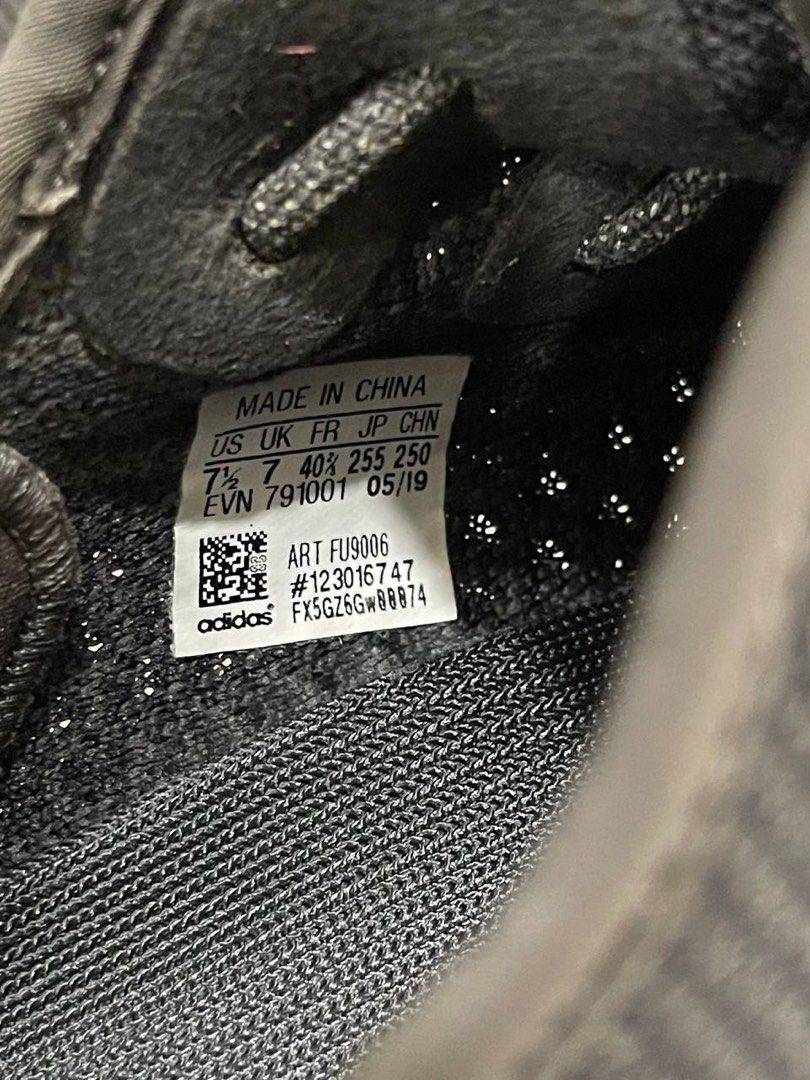 MADE IN CHINA
US UK FR JP CHN
7½ 7 40⅔ 255 250
EVN 791001 05/19
ART FU9006
#123016747
FX5GZ6GW00074
adidas